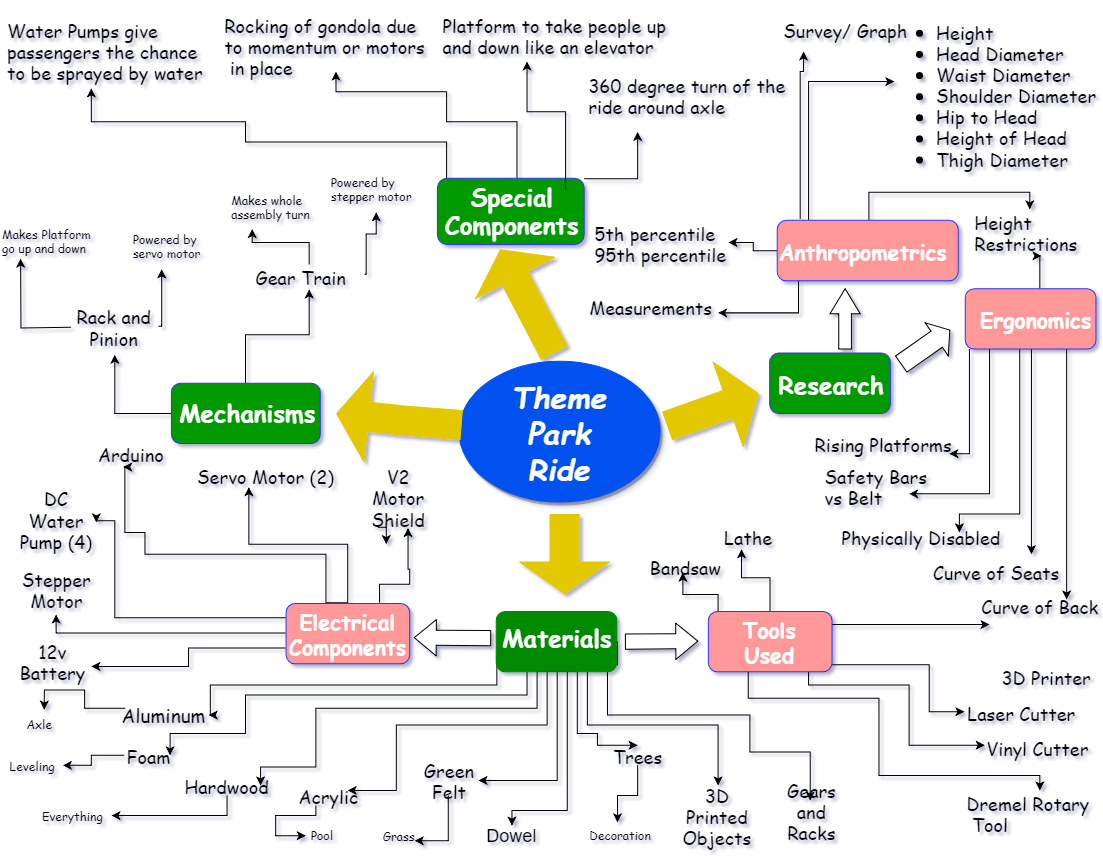 Water Pumps give
passengers the chance
to be sprayed by water
Rocking of gondola due
to momentum or motors
in place
Platform to take people up
and down like an elevator
360 degree turn of the
ride around axle
Survey/ Graph
Height
Head Diameter
Waist Diameter
Shoulder Diameter
Hip to Head
Height of Head
Thigh Diameter
Special
Components
Makes whole
assembly turn
Powered by
stepper motor
Makes Platform
go up and down
Powered by
servo motor
Gear Train
Rack and
Pinion
Mechanisms
5th percentile
95th percentile
Measurements
Anthropometrics
Height
Restrictions
Ergonomics
Research
Theme
Park
Ride
Rising Platforms
Safety Bars
vs Belt
Physically Disabled
Curve of Seats
Curve of Back
Arduino
Servo Motor (2)
V2
Motor
Shield
DC
Water
Pump (4)
Stepper
Motor
12v
Battery
Electrical
Components
Materials
Lathe
Bandsaw
Tools
Used
3D Printer
Laser Cutter
Vinyl Cutter
Dremel Rotary
Tool
Aluminum
Axle
Foam
Leveling
Hardwood
Everything
Acrylic
Pool
Green
Felt
Grass
Dowel
Trees
Decoration
3D
Printed
Objects
Gears
and
Racks